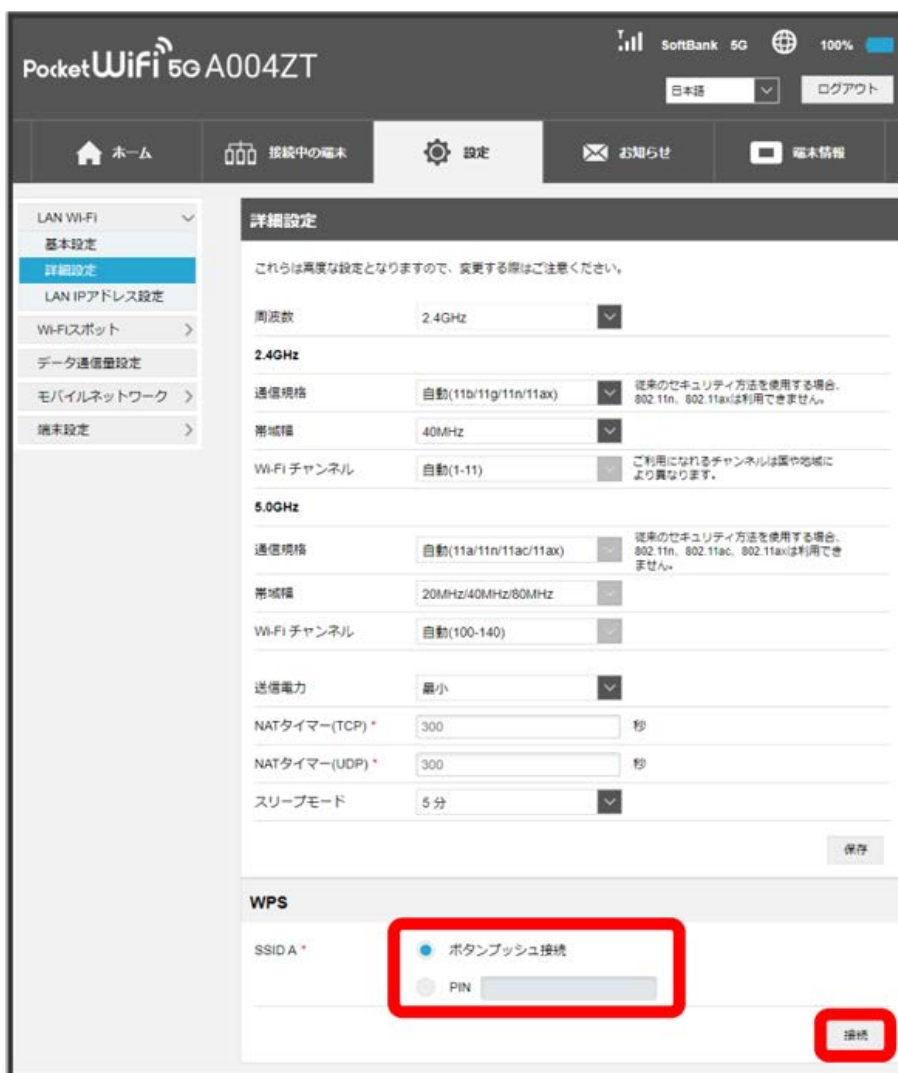 Pocket WiFi 5G A004ZT
SoftBank 5G 100%
日本語 ログアウト
ホーム 接続中の端末 設定 お知らせ 端末情報
LAN Wi-Fi
基本設定
詳細設定
LAN IPアドレス設定
Wi-Fiスポット
データ通信量設定
モバイルネットワーク
端末設定
詳細設定
これらは高度な設定となりますので、変更する際はご注意ください。
周波数 2.4GHz
2.4GHz
通信規格 自動(11b/11g/11n/11ax) 従来のセキュリティ方法を使用する場合、
802.11n、802.11axは利用できません。
帯域幅 40MHz
Wi-Fi チャンネル 自動(1-11) ご利用になれるチャンネルは国や地域に
より異なります。
5.0GHz
通信規格 自動(11a/11n/11ac/11ax) 従来のセキュリティ方法を使用する場合、
802.11n、802.11ac、802.11axは利用でき
ません。
帯域幅 20MHz/40MHz/80MHz
Wi-Fi チャンネル 自動(100-140)
送信電力 最小
NATタイマー(TCP) * 300 秒
NATタイマー(UDP) * 300 秒
スリープモード 5 分
保存
WPS
SSID A * ボタンプッシュ接続
PIN
接続